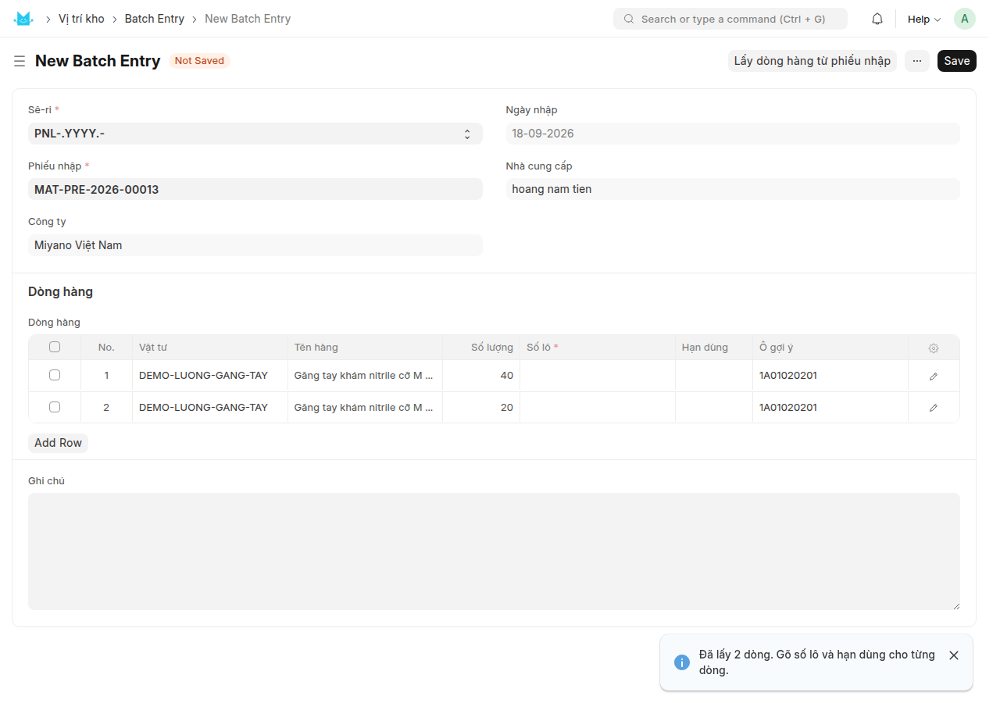 Vị trí kho
Batch Entry
New Batch Entry
Search or type a command (Ctrl + G)
Help
A
New Batch Entry
Not Saved
Lấy dòng hàng từ phiếu nhập
...
Save
Sê-ri *
PNL-.YYYY.-
Ngày nhập
18-09-2026
Phiếu nhập *
MAT-PRE-2026-00013
Nhà cung cấp
hoang nam tien
Công ty
Miyano Việt Nam
Dòng hàng
Dòng hàng
No. Vật tư Tên hàng Số lượng Số lô * Hạn dùng Ô gợi ý
1 DEMO-LUONG-GANG-TAY Găng tay khám nitrile cỡ M ... 40 1A01020201
2 DEMO-LUONG-GANG-TAY Găng tay khám nitrile cỡ M ... 20 1A01020201
Add Row
Ghi chú
Đã lấy 2 dòng. Gõ số lô và hạn dùng cho từng
dòng.